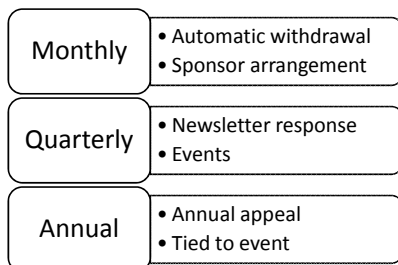 Monthly
• Automatic withdrawal
• Sponsor arrangement
Quarterly
• Newsletter response
• Events
Annual
• Annual appeal
• Tied to event